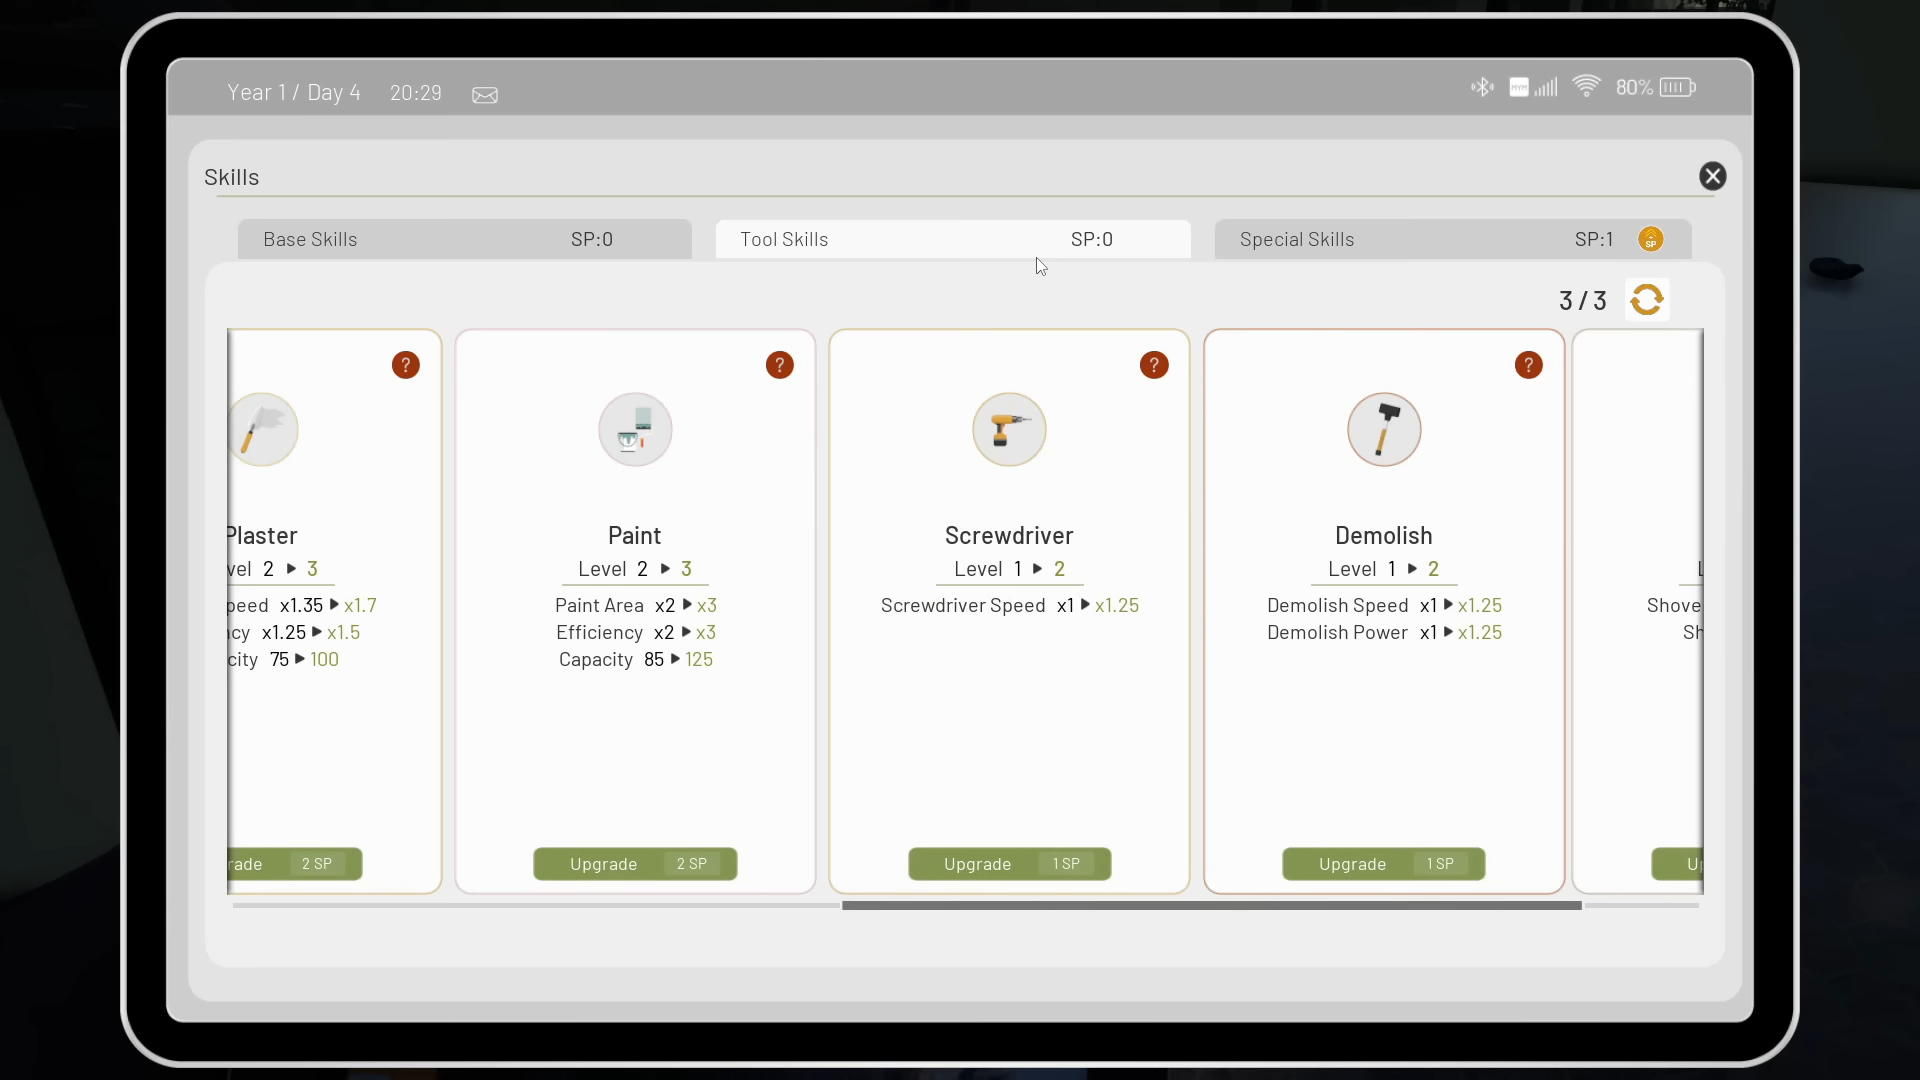 Year 1 / Day 4 20:29
MYM 80%
Skills
Base Skills SP:0 Tool Skills SP:0 Special Skills SP:1 SP
3 / 3
? ? ?
Plaster Paint Screwdriver Demolish
vel 2 3 Level 2 3 Level 1 2 Level 1 2 L
peed x1.35 x1.7 Paint Area x2 x3 Screwdriver Speed x1 x1.25 Demolish Speed x1 x1.25 Shove
ncy x1.25 x1.5 Efficiency x2 x3 Demolish Power x1 x1.25 Sh
city 75 100 Capacity 85 125
rade 2 SP Upgrade 2 SP Upgrade 1 SP Upgrade 1 SP U